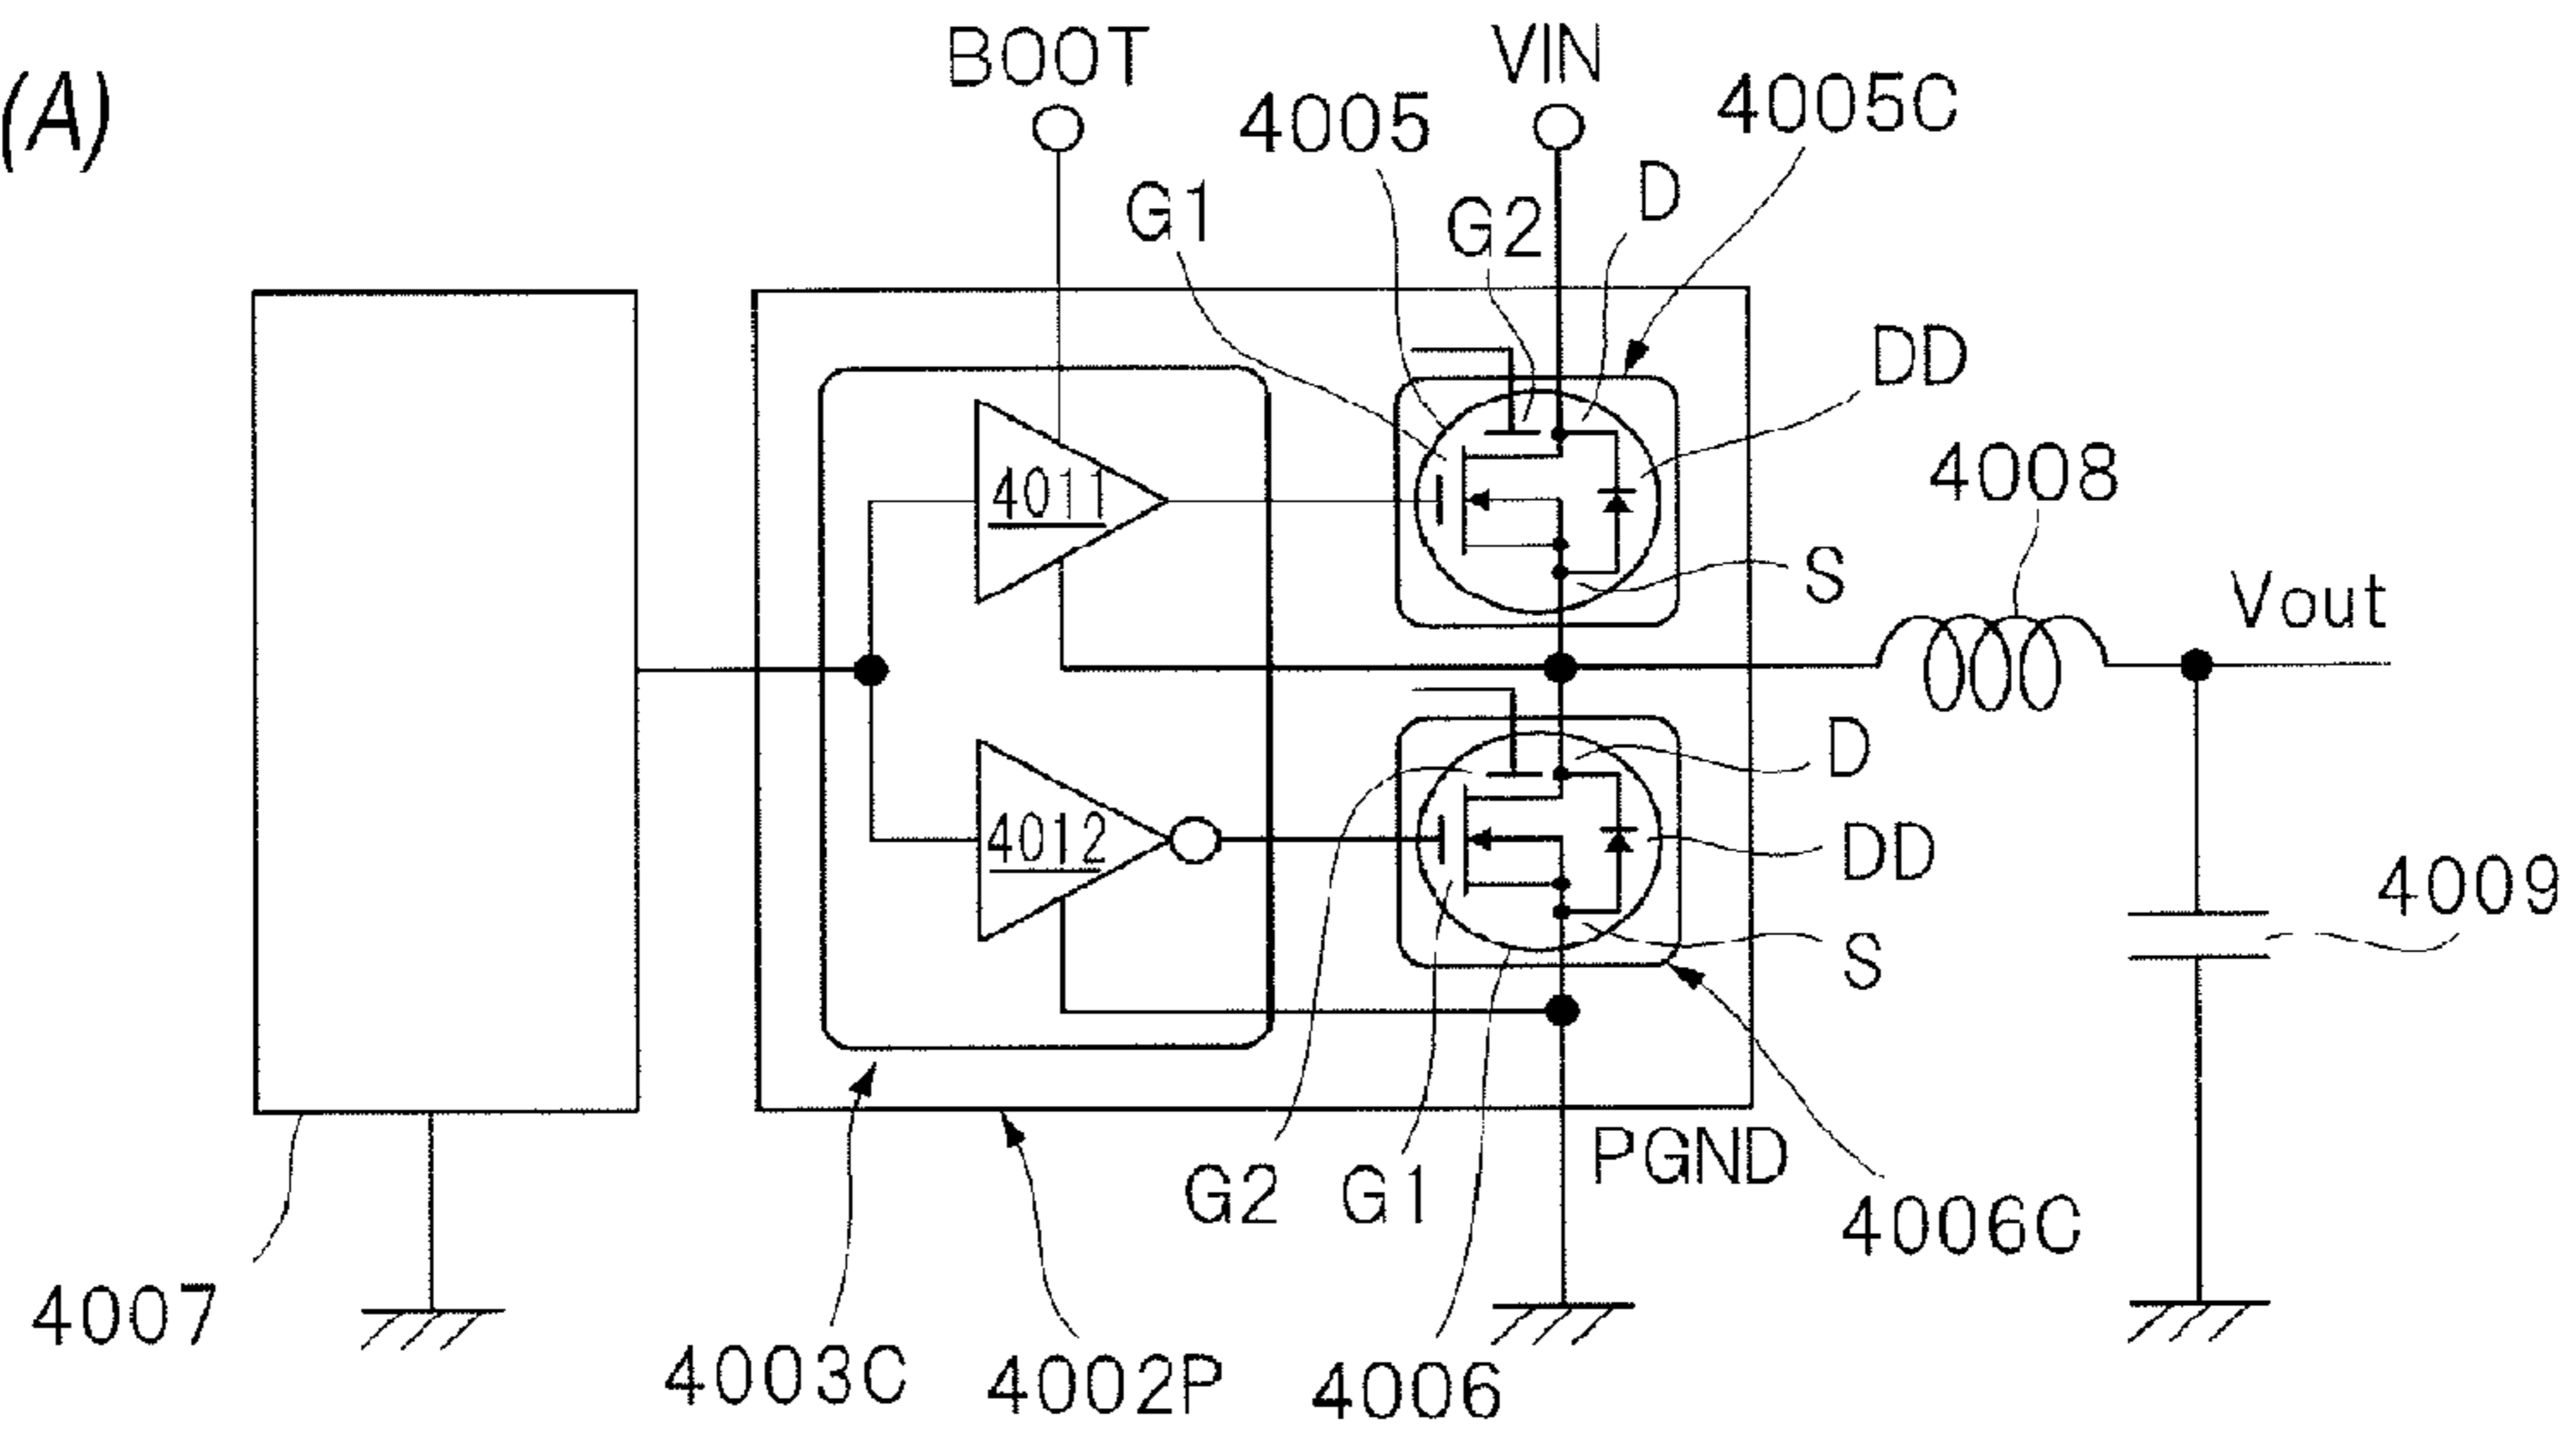 (A)
BOOT
VIN
4005
4005C
G1
G2
D
DD
4011
4008
S
Vout
D
4012
DD
4009
S
PGND
G2
G1
4006C
4007
4003C
4002P
4006